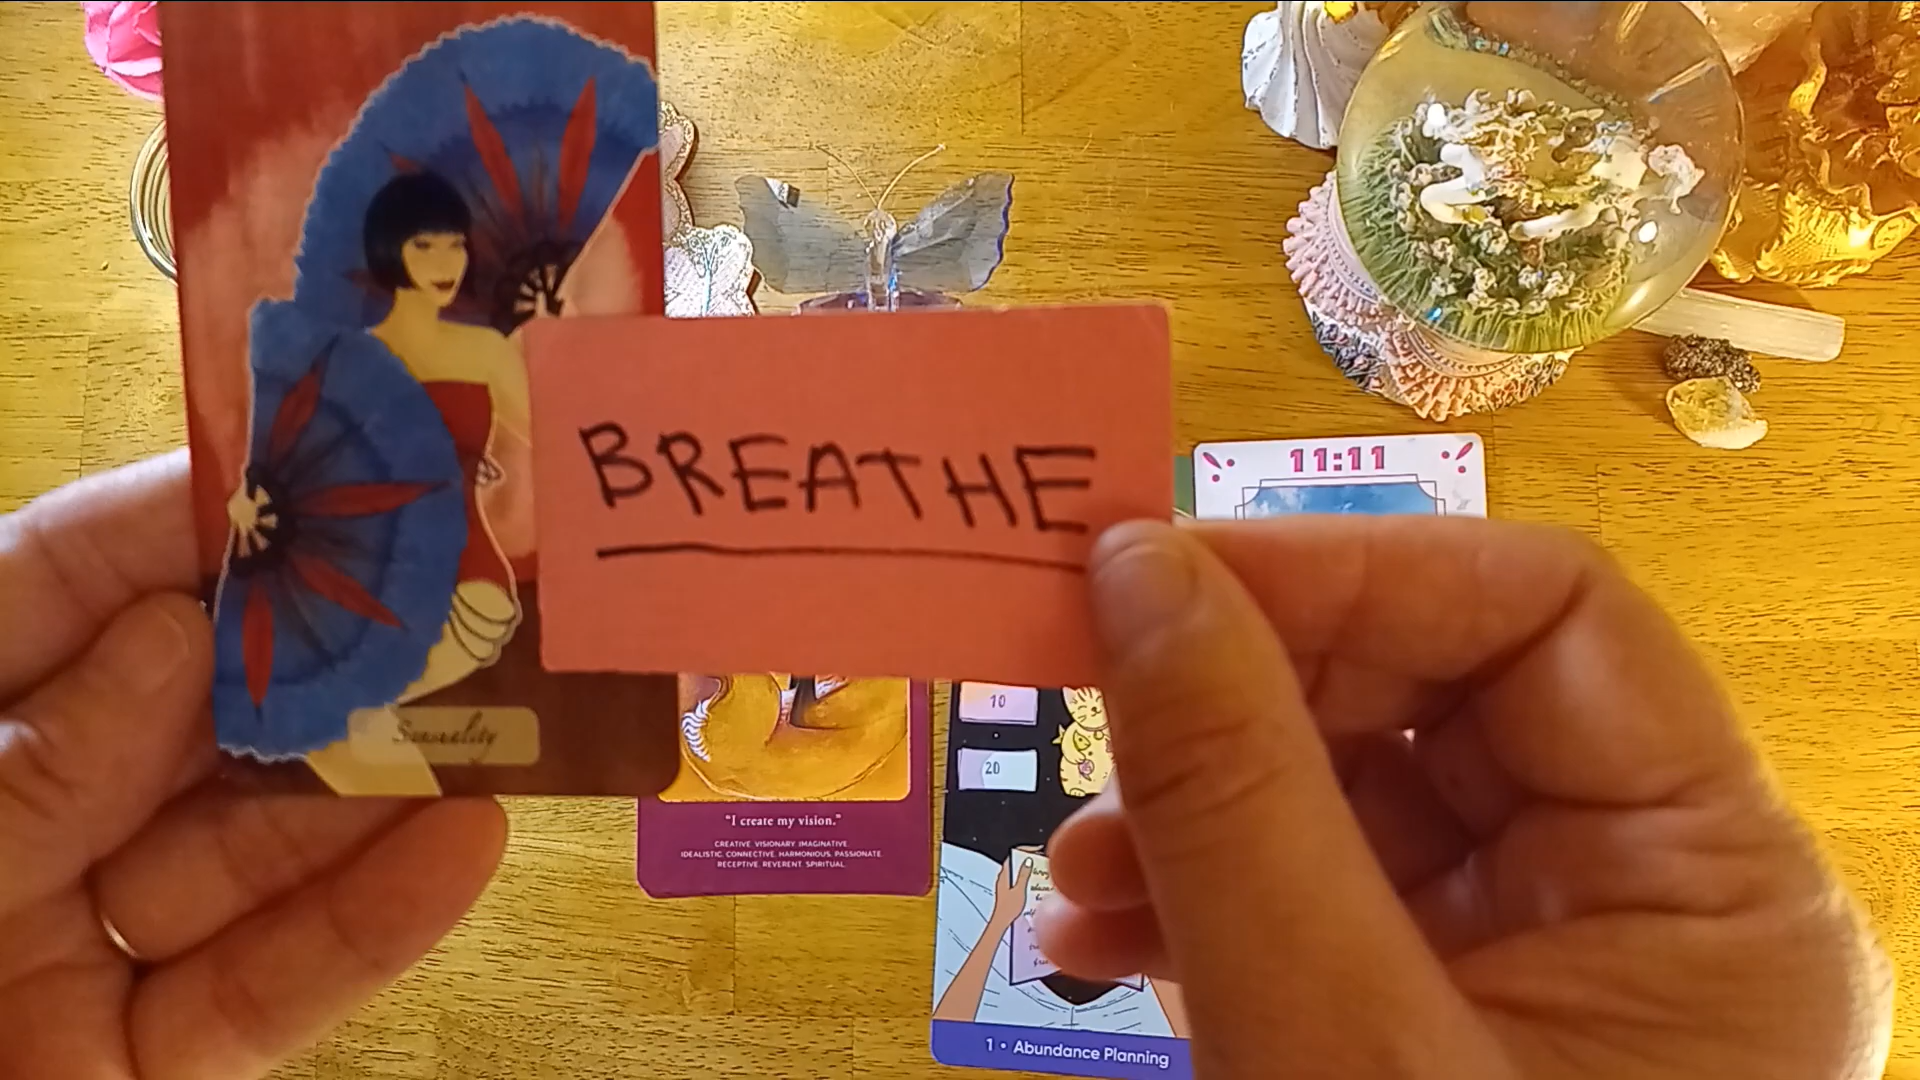 BREATHE
Sensuality
11:11
10
20
"I create my vision."
CREATIVE. VISIONARY. IMAGINATIVE.
IDEALISTIC. CONNECTIVE. HARMONIOUS. PASSIONATE.
RECEPTIVE. REVERENT. SPIRITUAL.
1 • Abundance Planning